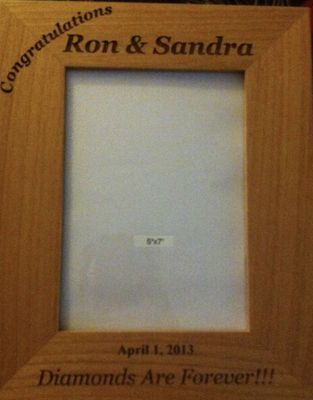 Congratulations
Ron & Sandra
5"x7"
April 1, 2013
Diamonds Are Forever!!!